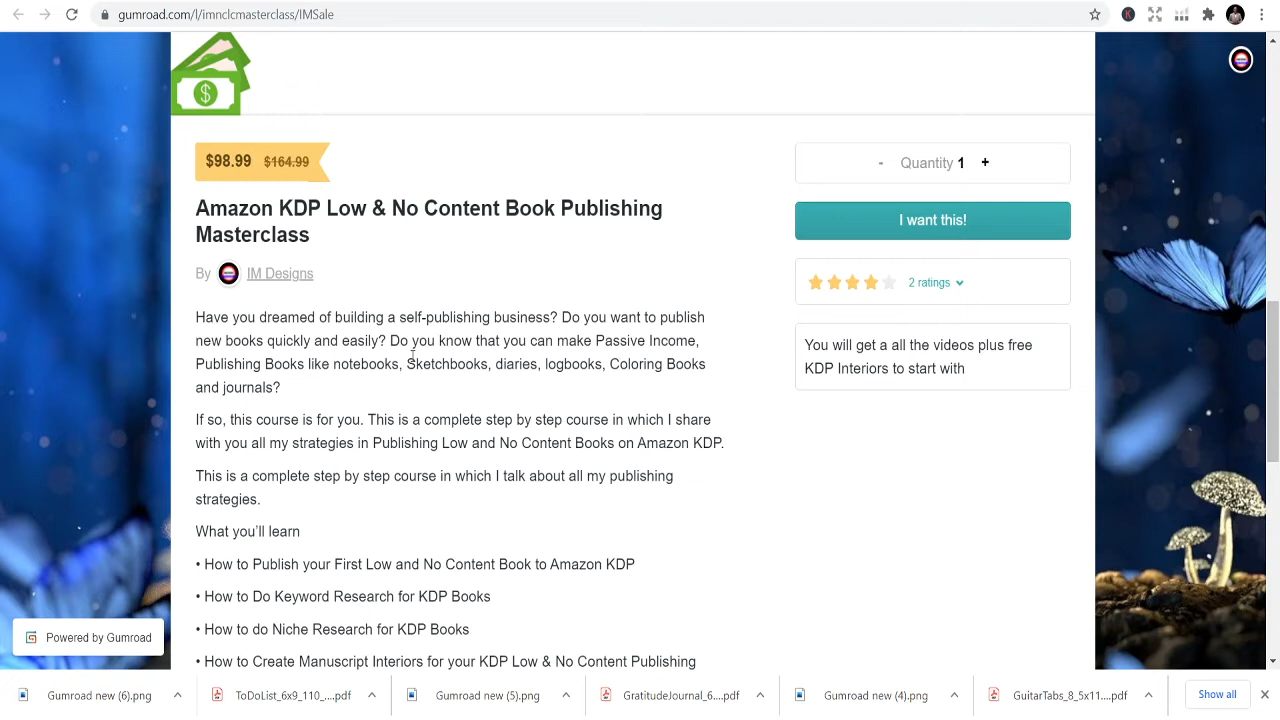 gumroad.com/l/imnclcmasterclass/IMSale
K
$
$98.99 $164.99
- Quantity 1 +
Amazon KDP Low & No Content Book Publishing
Masterclass
I want this!
By IM Designs
2 ratings
Have you dreamed of building a self-publishing business? Do you want to publish
new books quickly and easily? Do you know that you can make Passive Income,
Publishing Books like notebooks, Sketchbooks, diaries, logbooks, Coloring Books
and journals?
You will get a all the videos plus free
KDP Interiors to start with
If so, this course is for you. This is a complete step by step course in which I share
with you all my strategies in Publishing Low and No Content Books on Amazon KDP.
This is a complete step by step course in which I talk about all my publishing
strategies.
What you’ll learn
• How to Publish your First Low and No Content Book to Amazon KDP
• How to Do Keyword Research for KDP Books
• How to do Niche Research for KDP Books
• How to Create Manuscript Interiors for your KDP Low & No Content Publishing
G Powered by Gumroad
Gumroad new (6).png
ToDoList_6x9_110_....pdf
Gumroad new (5).png
GratitudeJournal_6....pdf
Gumroad new (4).png
GuitarTabs_8_5x11....pdf
Show all